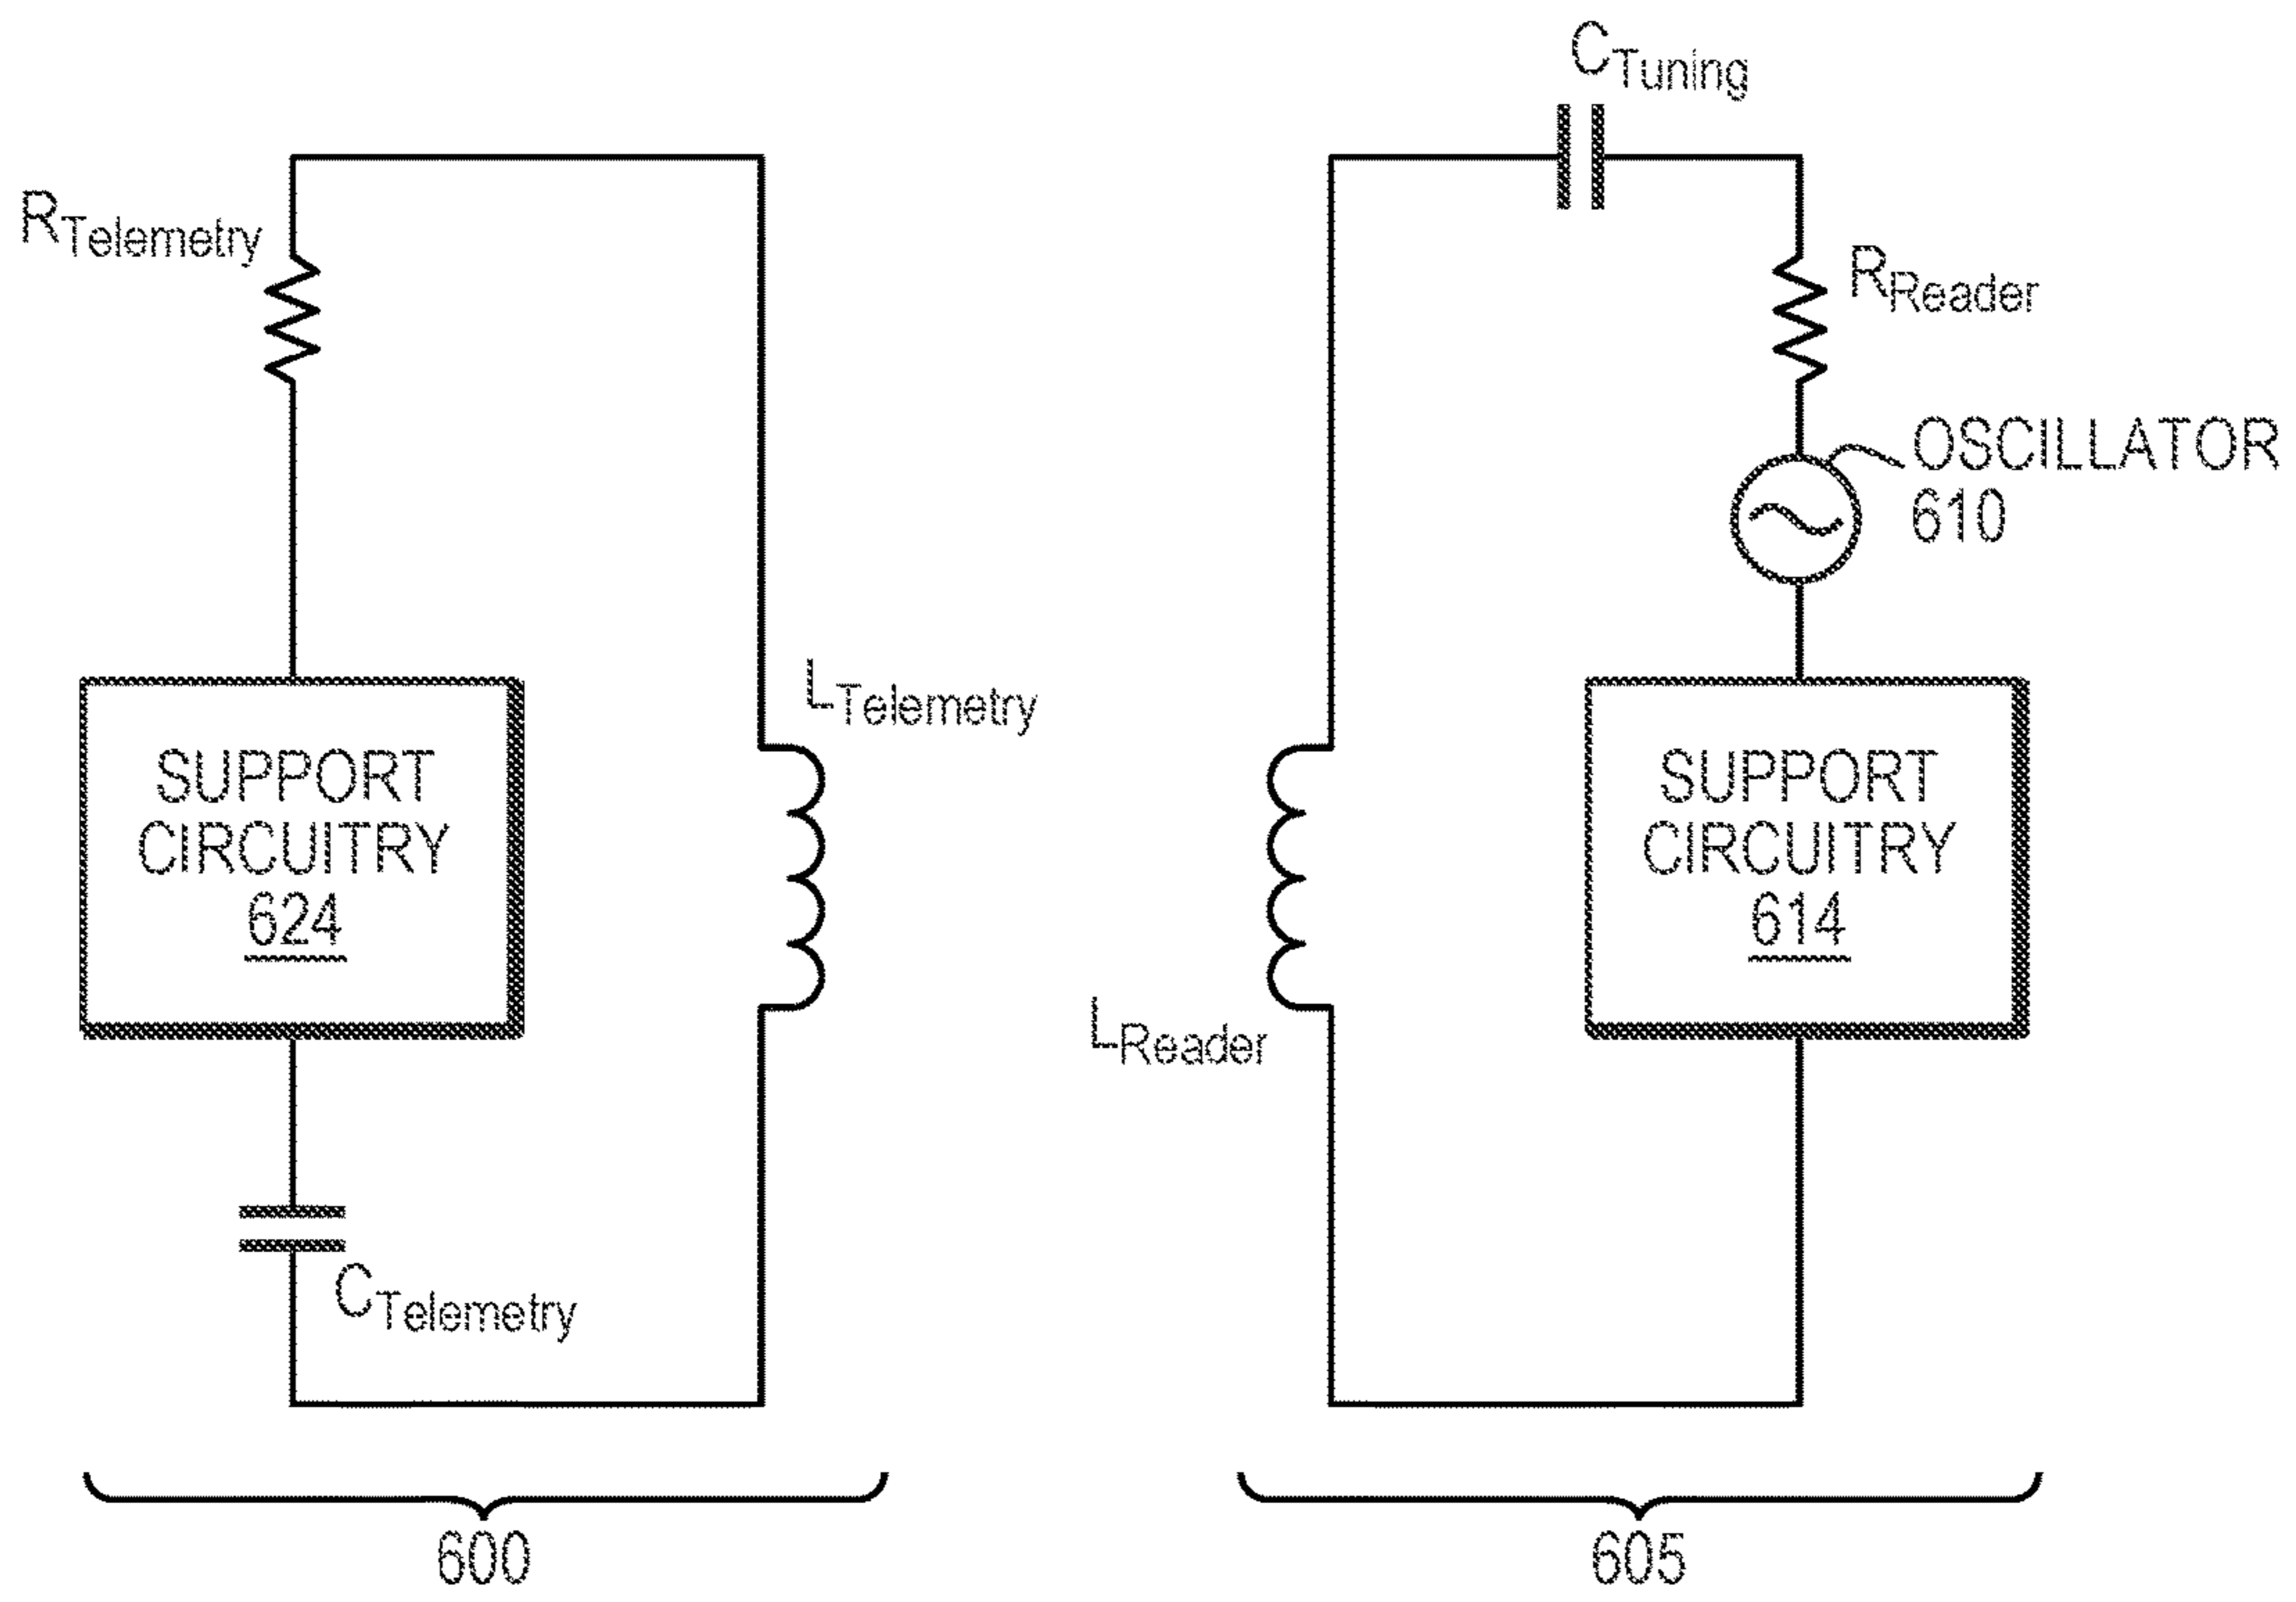 CTuning
RTelemetry
RReader
OSCILLATOR
610
LTelemetry
SUPPORT
CIRCUITRY
624
SUPPORT
CIRCUITRY
614
LReader
CTelemetry
600
605